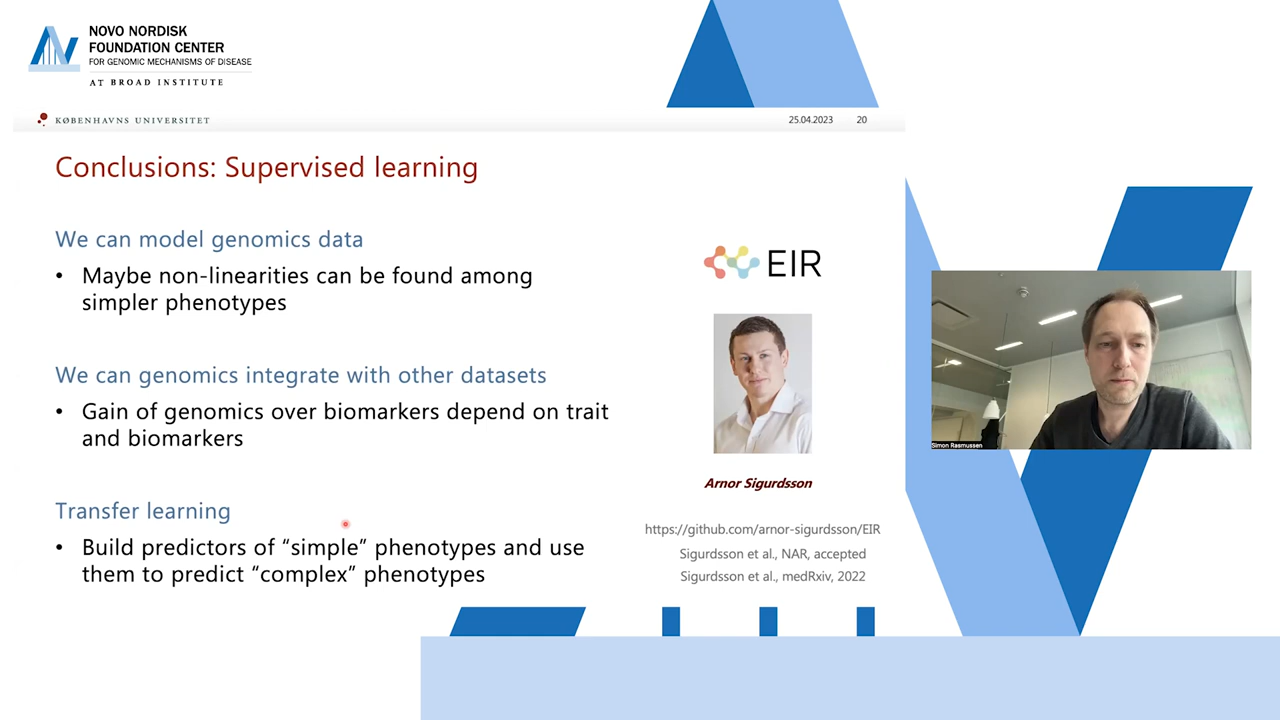 NOVO NORDISK
FOUNDATION CENTER
FOR GENOMIC MECHANISMS OF DISEASE
AT BROAD INSTITUTE
KØBENHAVNS UNIVERSITET
25.04.2023 20
Conclusions: Supervised learning
We can model genomics data
• Maybe non-linearities can be found among
simpler phenotypes
We can genomics integrate with other datasets
• Gain of genomics over biomarkers depend on trait
and biomarkers
Transfer learning
• Build predictors of “simple” phenotypes and use
them to predict “complex” phenotypes
EIR
Arnor Sigurdsson
https://github.com/arnor-sigurdsson/EIR
Sigurdsson et al., NAR, accepted
Sigurdsson et al., medRxiv, 2022
Simon Rasmussen